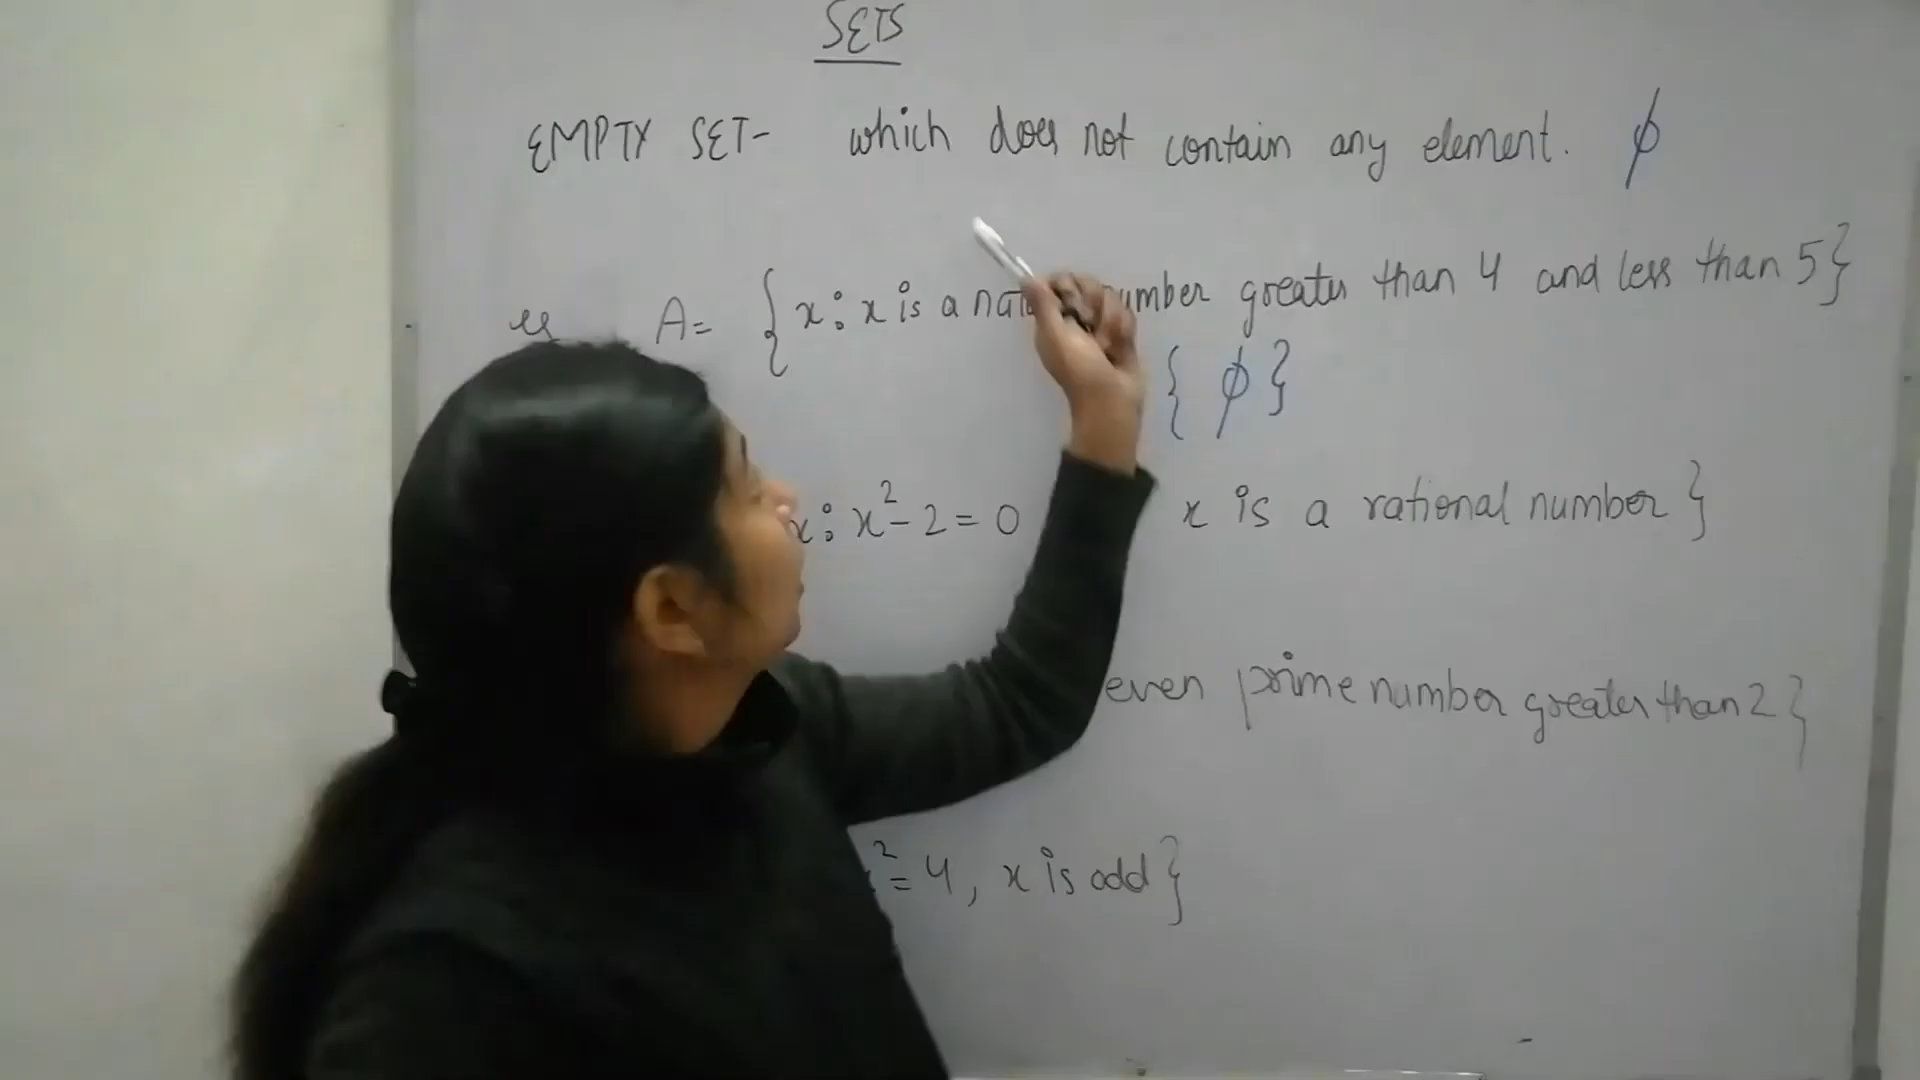 SETS
EMPTY SET- which does not contain any element. ϕ
eg A= {x: x is a number greater than 4 and less than 5}
{ϕ}
x: x²-2=0 x is a rational number}
even prime number greater than 2}
²=4, x is odd}